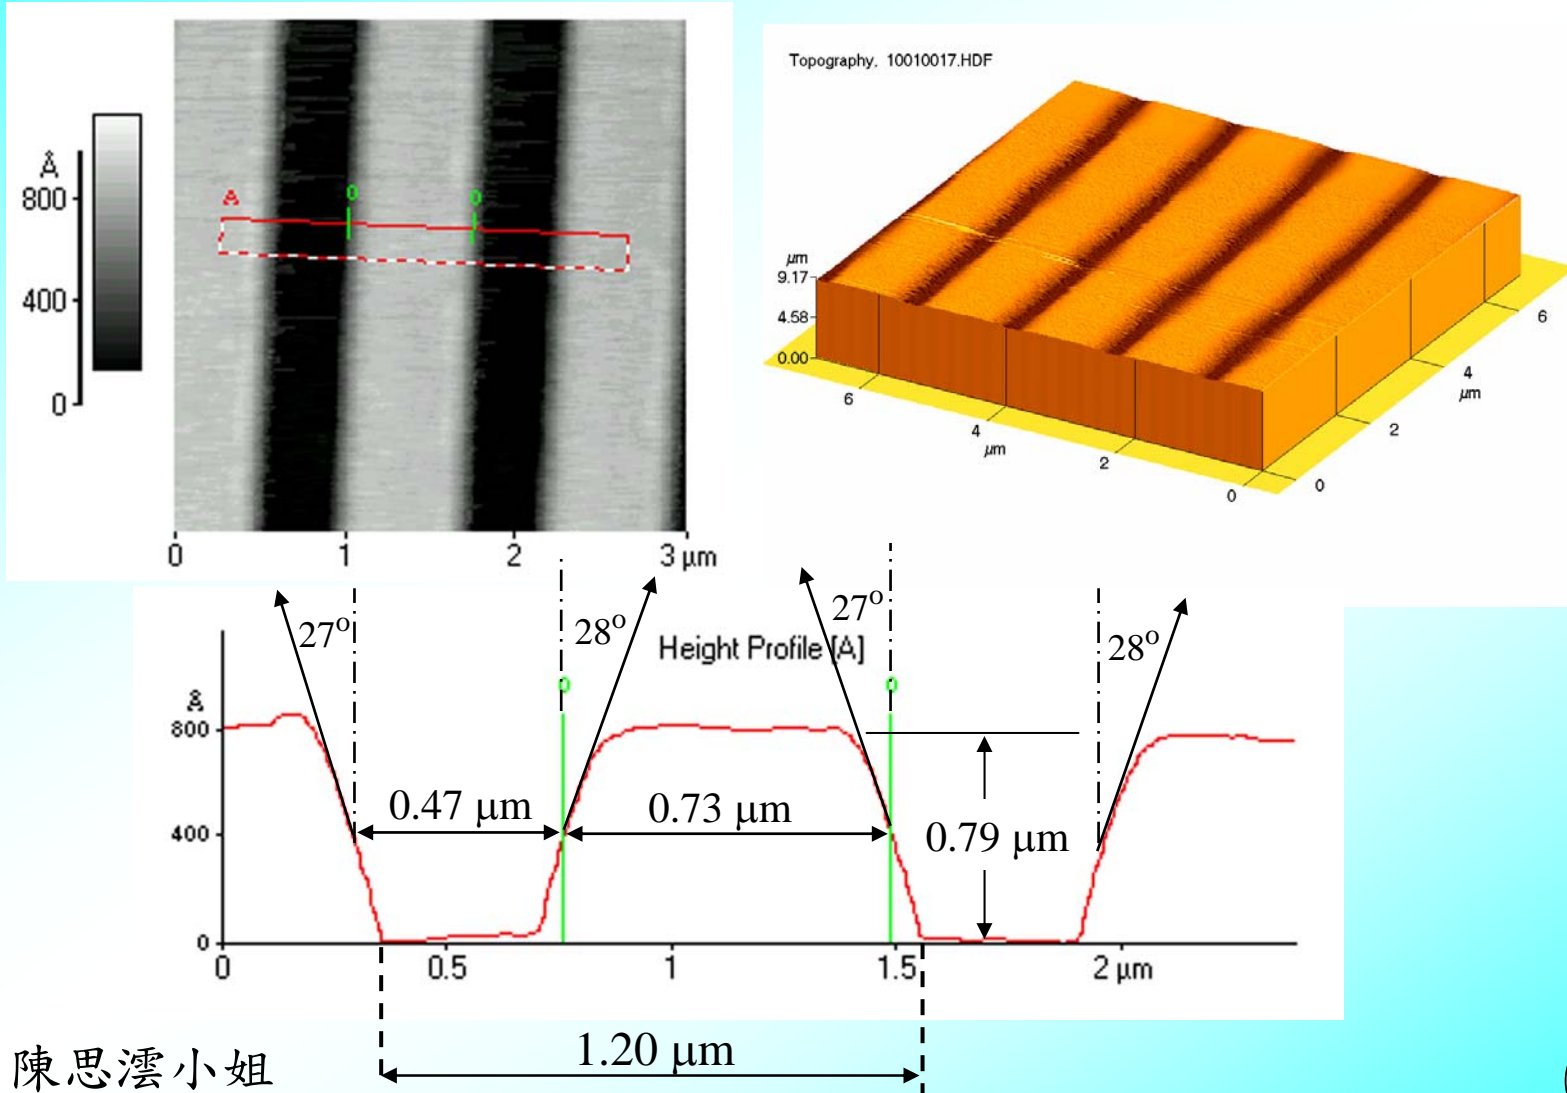 Å
800
400
0
A
0
0
0
1
2
3 µm
Topography, 10010017.HDF
µm
9.17
4.58
0.00
6
4
µm
2
0
6
4
µm
2
0
27°
28°
27°
28°
Height Profile [A]
Å
800
400
0
0
0
0.47 µm
0.73 µm
0.79 µm
0
0.5
1
1.5
2 µm
1.20 µm
陳思澐小姐